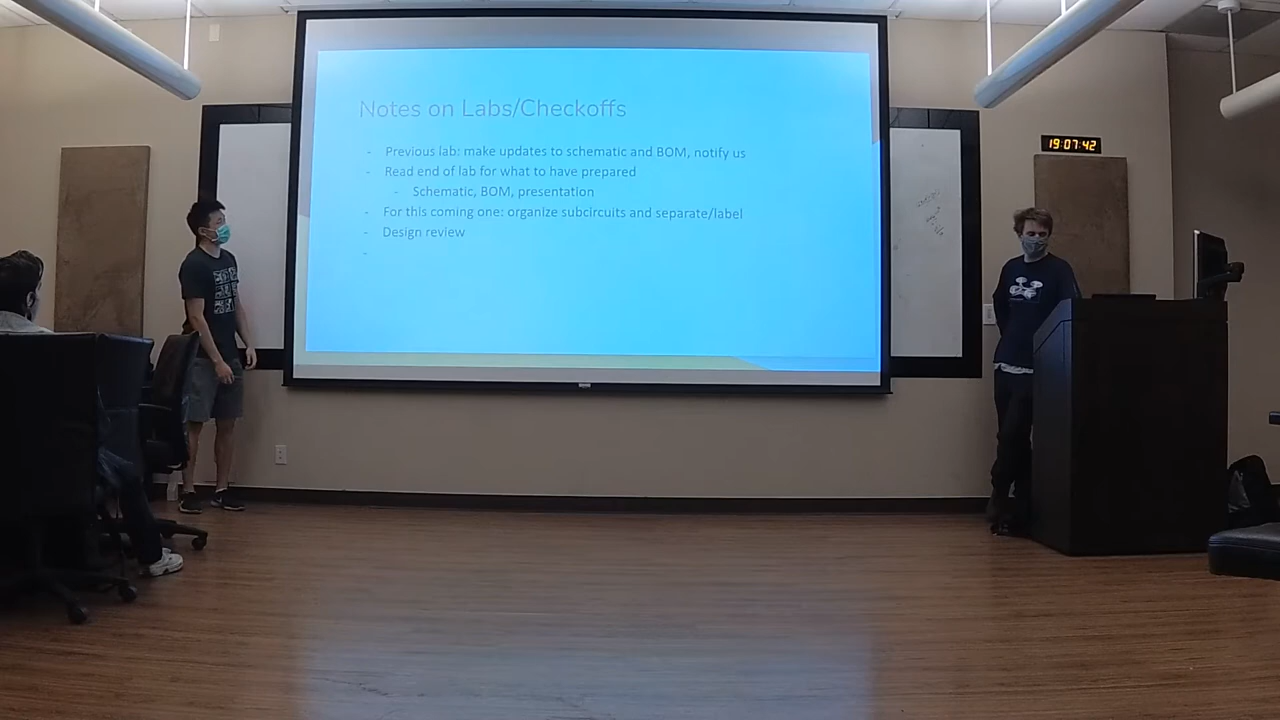 Notes on Labs/Checkoffs
- Previous lab: make updates to schematic and BOM, notify us
- Read end of lab for what to have prepared
- Schematic, BOM, presentation
- For this coming one: organize subcircuits and separate/label
- Design review
-
19:07:42